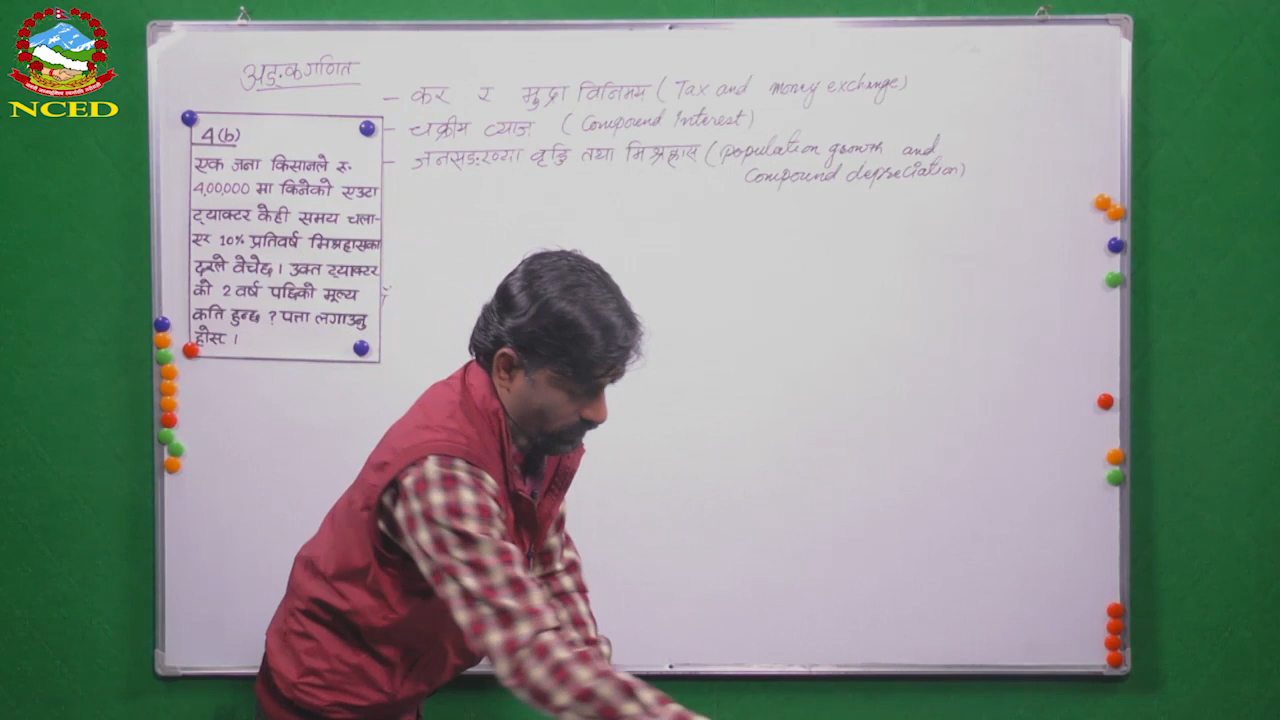 NCED
अङ्कगणित
- कर र मुद्रा विनिमय (Tax and money exchange)
- चक्रीय व्याज (Compound Interest)
- जनसङ्ख्या वृद्धि तथा मिश्रह्रास (population growth and
compound depreciation)
4(b)
एक जना किसानले रु.
4,00,000 मा किनेको एउटा
ट्याक्टर केही समय चला-
एर 10% प्रतिवर्ष मिश्रह्रासका
दरले वेचेछ । उक्त ट्याक्टर
को 2 वर्ष पछिको मूल्य
कति हुन्छ ? पत्ता लगाउनु
होस् ।